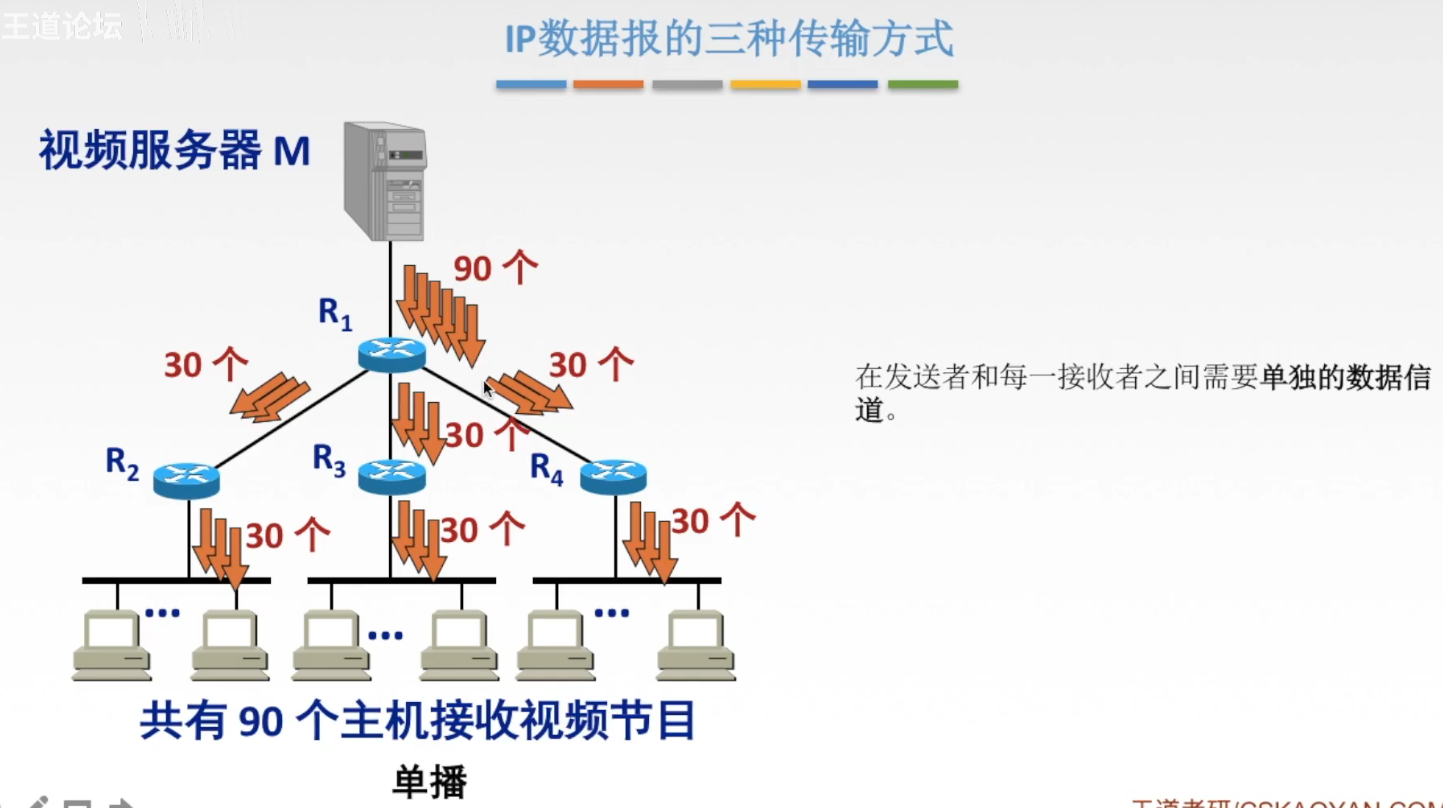 王道论坛
IP数据报的三种传输方式
视频服务器 M
90 个
R1
30 个
30 个
30 个
R2
R3
R4
30 个
30 个
30 个
...
...
...
在发送者和每一接收者之间需要单独的数据信
道。
共有 90 个主机接收视频节目
单播
王道考研/CSKAOYAN.COM